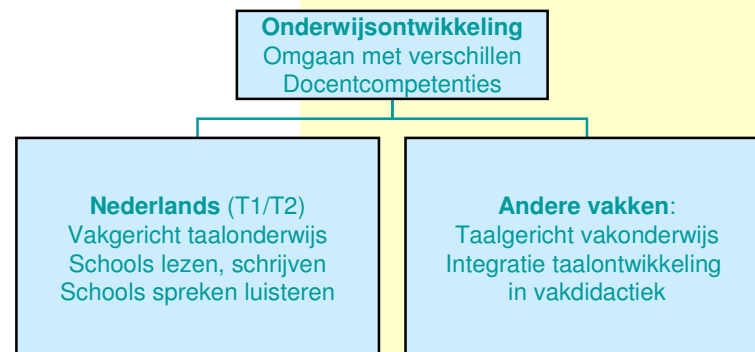 Onderwijsontwikkeling
Omgaan met verschillen
Docentcompetenties
Nederlands (T1/T2)
Vakgericht taalonderwijs
Schools lezen, schrijven
Schools spreken luisteren
Andere vakken:
Taalgericht vakonderwijs
Integratie taalontwikkeling
in vakdidactiek